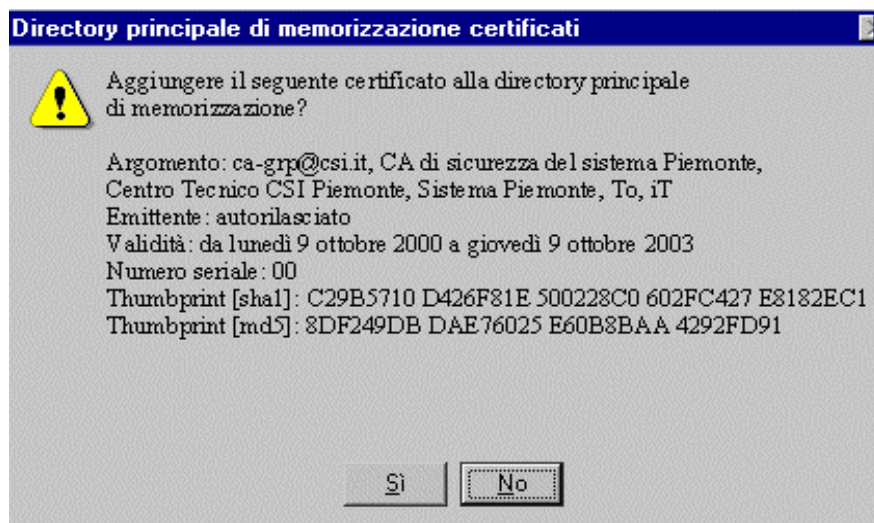 Directory principale di memorizzazione certificati
Aggiungere il seguente certificato alla directory principale
di memorizzazione?
Argomento: ca-grp@csi.it, CA di sicurezza del sistema Piemonte,
Centro Tecnico CSI Piemonte, Sistema Piemonte, To, iT
Emittente: autorilasciato
Validità: da lunedì 9 ottobre 2000 a giovedì 9 ottobre 2003
Numero seriale: 00
Thumbprint [sha1]: C29B5710 D426F81E 500228C0 602FC427 E8182EC1
Thumbprint [md5]: 8DF249DB DAE76025 E60B8BAA 4292FD91
Sì
No